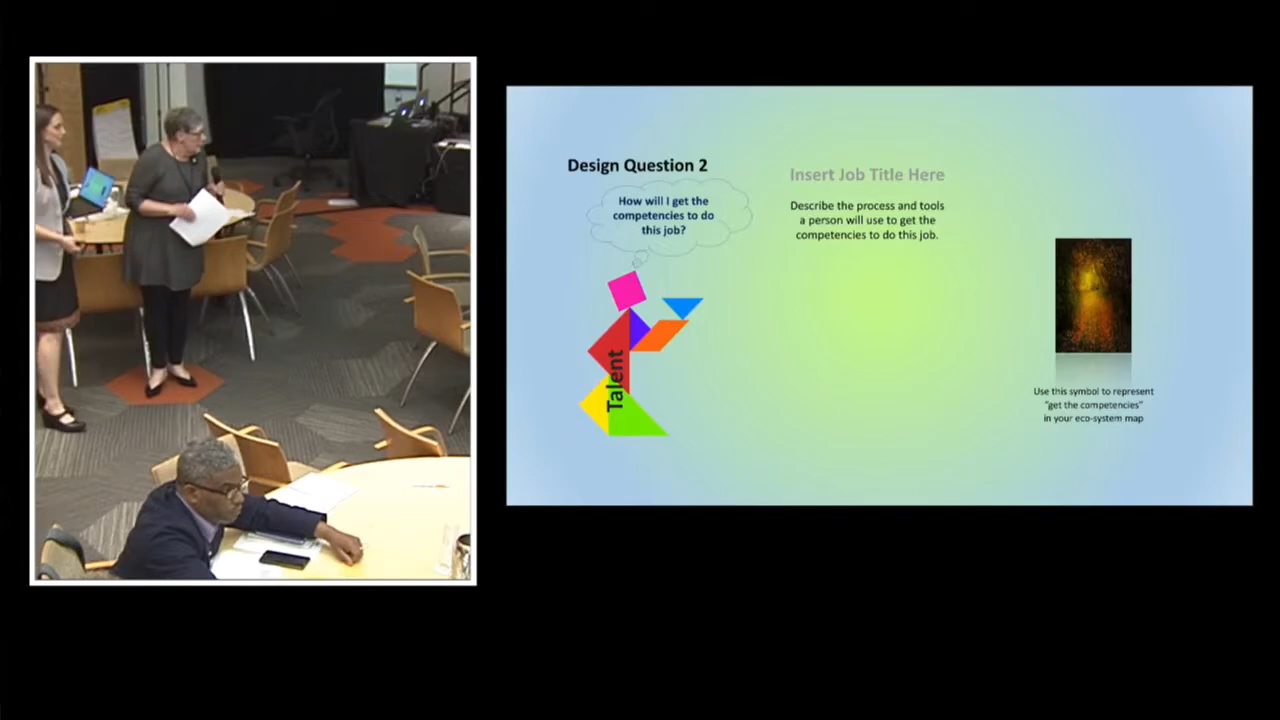 Design Question 2
How will I get the
competencies to do
this job?
Talent
Insert Job Title Here
Describe the process and tools
a person will use to get the
competencies to do this job.
Use this symbol to represent
"get the competencies"
in your eco-system map